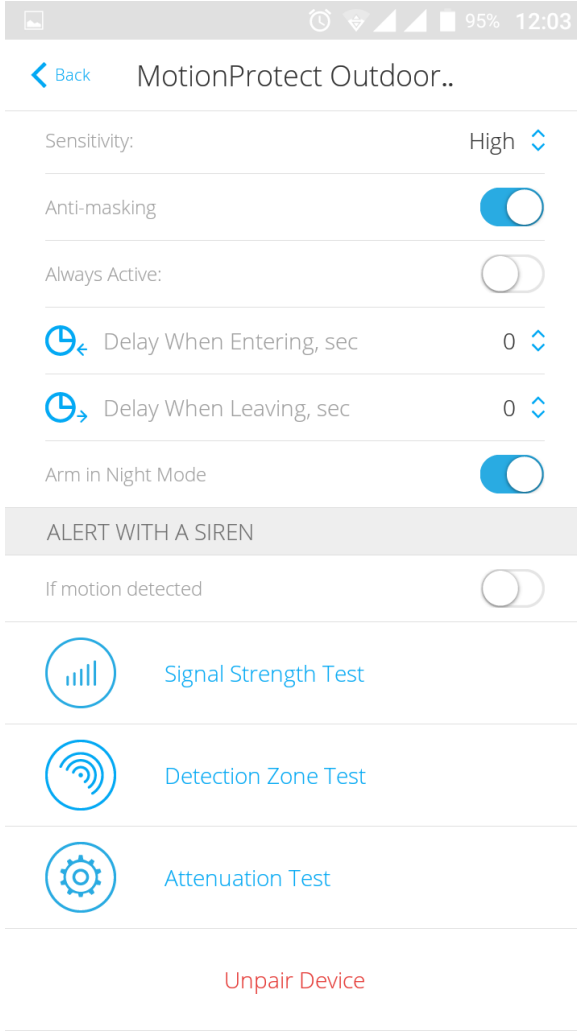 95% 12:03
Back MotionProtect Outdoor..
Sensitivity: High
Anti-masking
Always Active:
Delay When Entering, sec 0
Delay When Leaving, sec 0
Arm in Night Mode
ALERT WITH A SIREN
If motion detected
Signal Strength Test
Detection Zone Test
Attenuation Test
Unpair Device